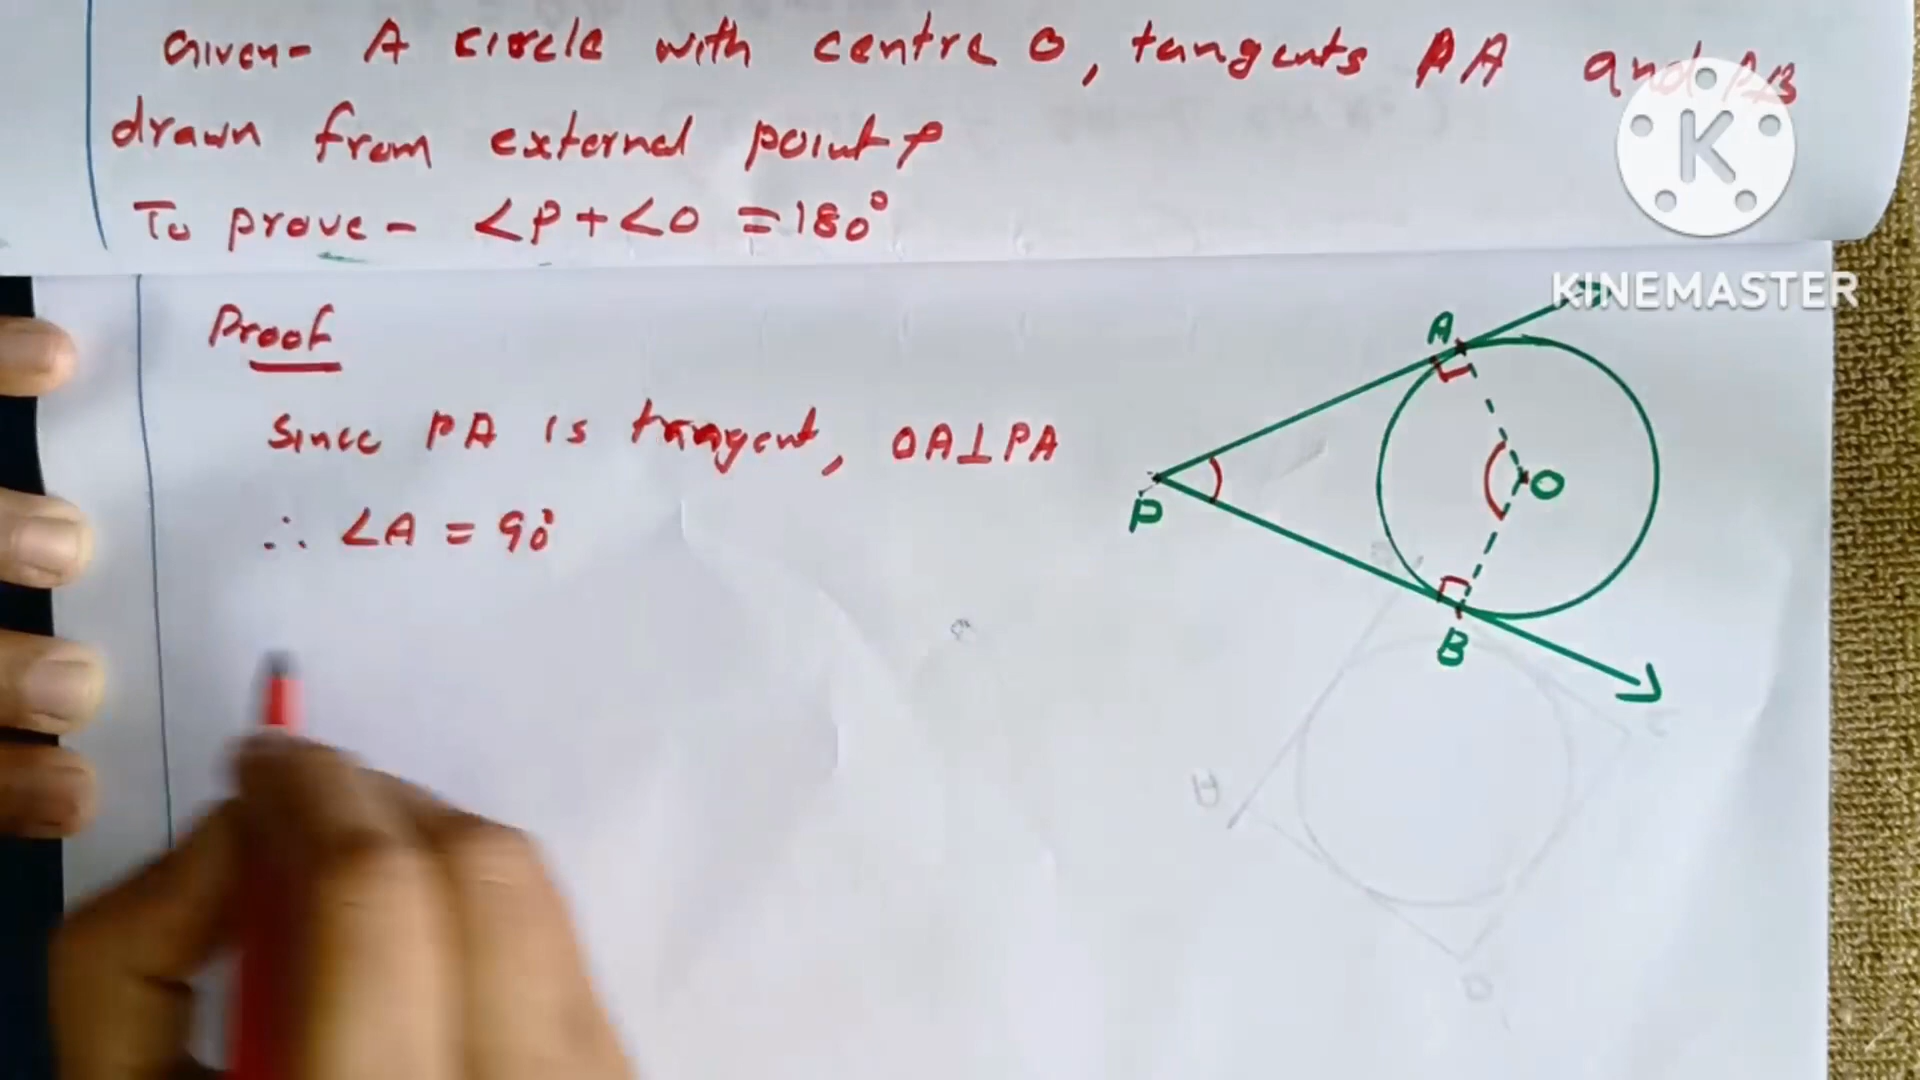 Given- A circle with centre O, tangents PA and PB
drawn from external point P
To prove - ∠P+∠O = 180°
Proof
Since PA is tangent, OA⊥PA
∴ ∠A = 90°
A
O
P
B
K
KINEMASTER